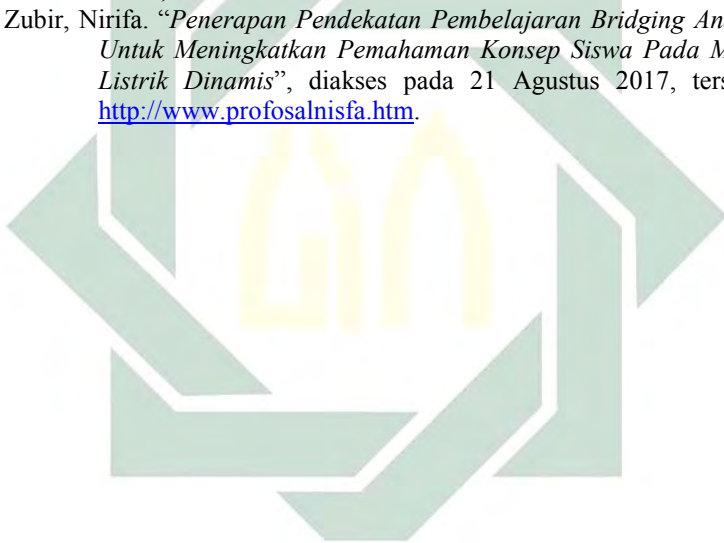 Zubir, Nirifa. “Penerapan Pendekatan Pembelajaran Bridging An
Untuk Meningkatkan Pemahaman Konsep Siswa Pada M
Listrik Dinamis”, diakses pada 21 Agustus 2017, ters
http://www.profosalnisfa.htm.